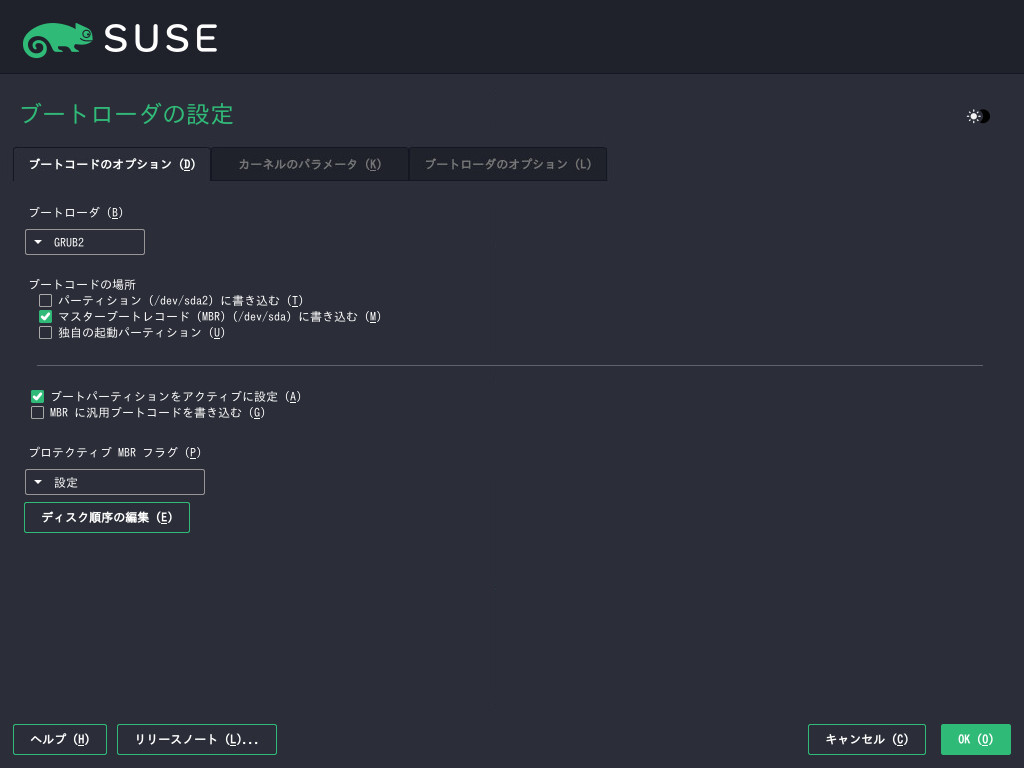 SUSE
ブートローダの設定
ブートコードのオプション (D)
カーネルのパラメータ (K)
ブートローダのオプション (L)
ブートローダ (B)
GRUB2
ブートコードの場所
パーティション (/dev/sda2) に書き込む (T)
マスターブートレコード (MBR) (/dev/sda) に書き込む (M)
独自の起動パーティション (U)
ブートパーティションをアクティブに設定 (A)
MBR に汎用ブートコードを書き込む (G)
プロテクティブ MBR フラグ (P)
設定
ディスク順序の編集 (E)
ヘルプ (H)
リリースノート (L)...
キャンセル (C)
OK (O)